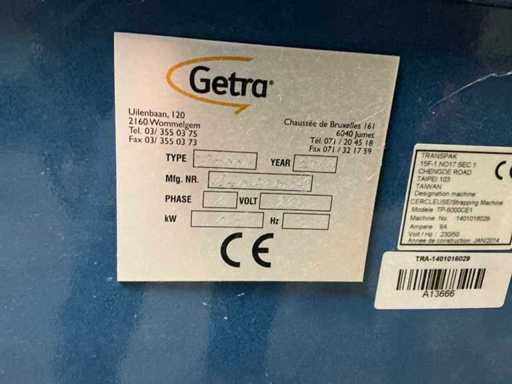 Getra®
Uilenbaan, 120
2160 Wommelgem
Tel. 03/ 355 03 75
Fax 03/ 355 03 73
Chaussée de Bruxelles 161
6040 Jumet
Tél. 071 / 20 45 18
Fax 071 / 32 17 59
TYPE YEAR
Mfg. NR.
PHASE VOLT
kW Hz
CE
TRANSPAK
15F-1 NO17 SEC 1
CHENGDE ROAD
TAIPEI 103
TAIWAN
Designation machine:
CERCLEUSE/Strapping Machine
Modele: TP-6000CE1
Machine No: 1401016029
Ampere: 8A
Volt / Hz : 230/50
Année de construction: JAN/2014
TRA-1401016029
A13666